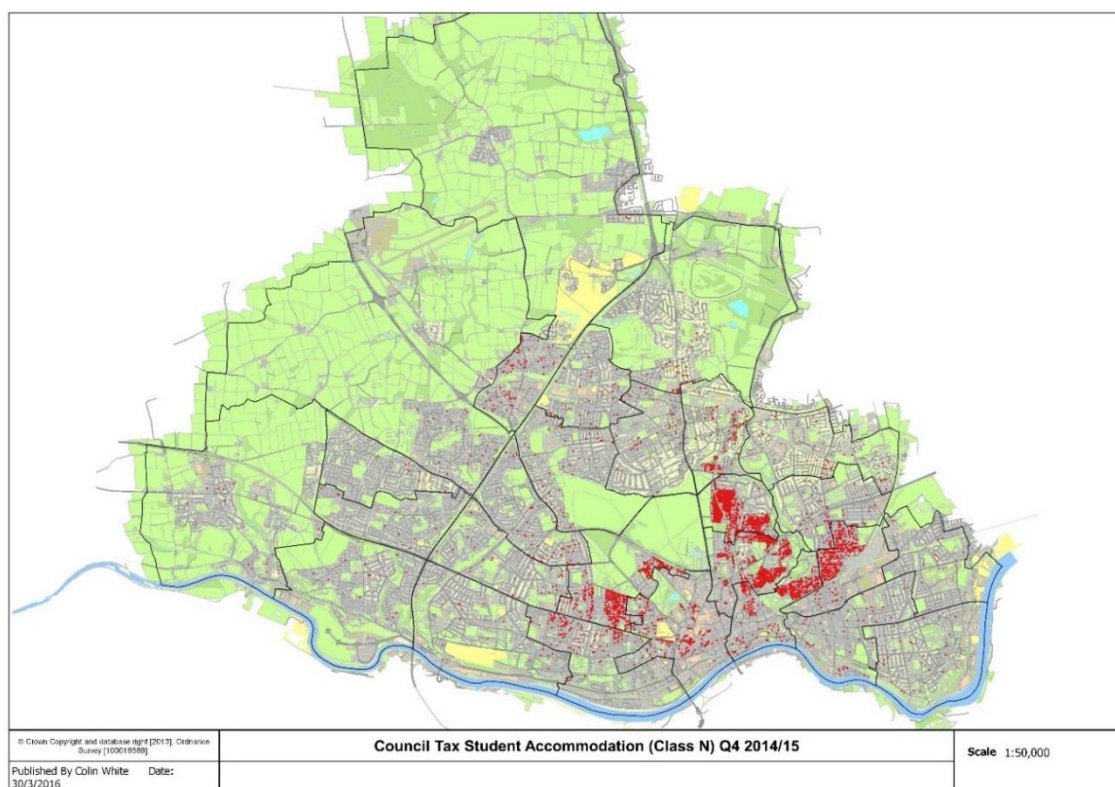 © Crown Copyright and database right [2013]. Ordnance
Survey [100019569].
Council Tax Student Accommodation (Class N) Q4 2014/15
Scale 1:50,000
Published By Colin White Date:
30/3/2016